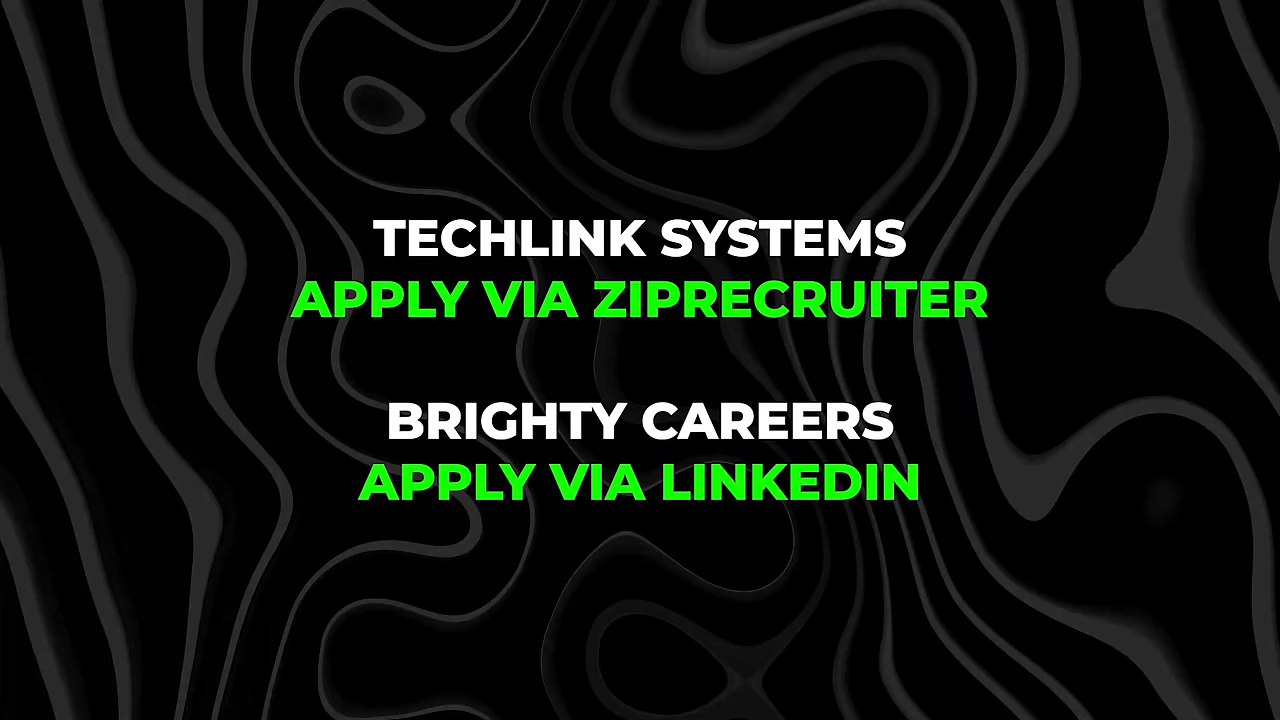 TECHLINK SYSTEMS
APPLY VIA ZIPRECRUITER
BRIGHTY CAREERS
APPLY VIA LINKEDIN